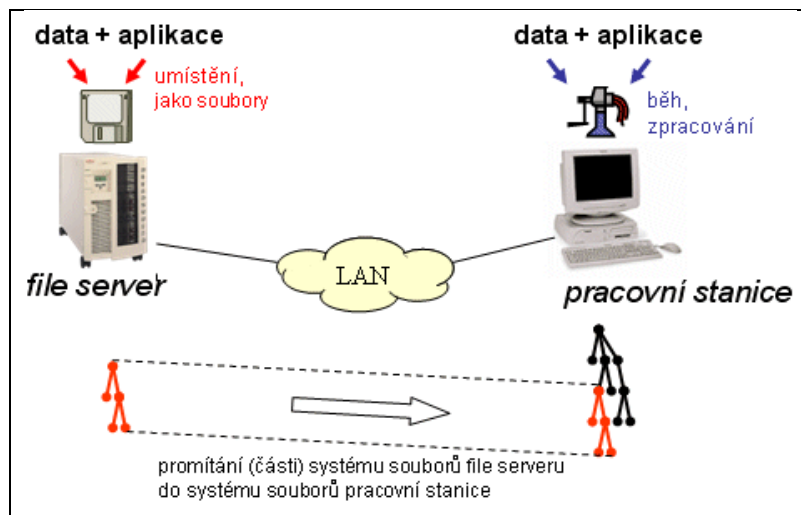 data + aplikace
umístění,
jako soubory
file server
LAN
data + aplikace
běh,
zpracování
pracovní stanice
promítání (části) systému souborů file serveru
do systému souborů pracovní stanice